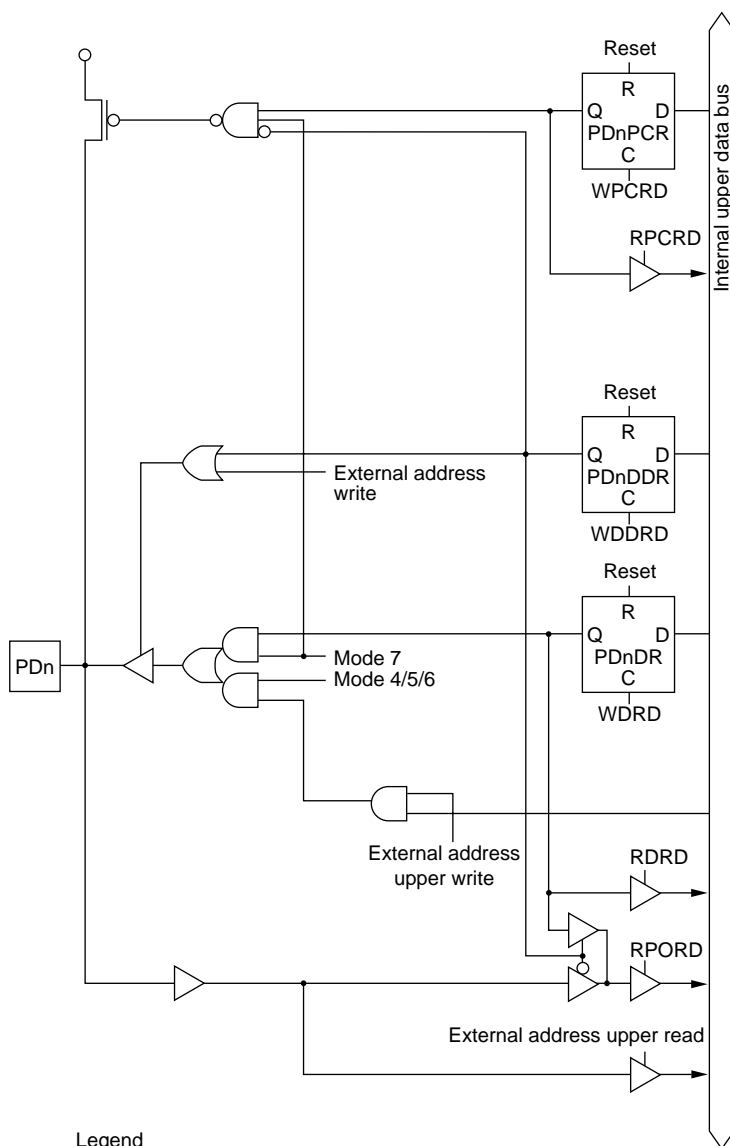 Reset
R
Q D
PDnPCR
C
WPCRD
Internal upper data bus
RPCRD
Reset
R
Q D
PDnDDR
C
WDDRD
External address
write
Reset
R
Q D
PDnDR
C
WDRD
PDn
Mode 7
Mode 4/5/6
External address
upper write
RDRD
RPORD
External address upper read
Legend